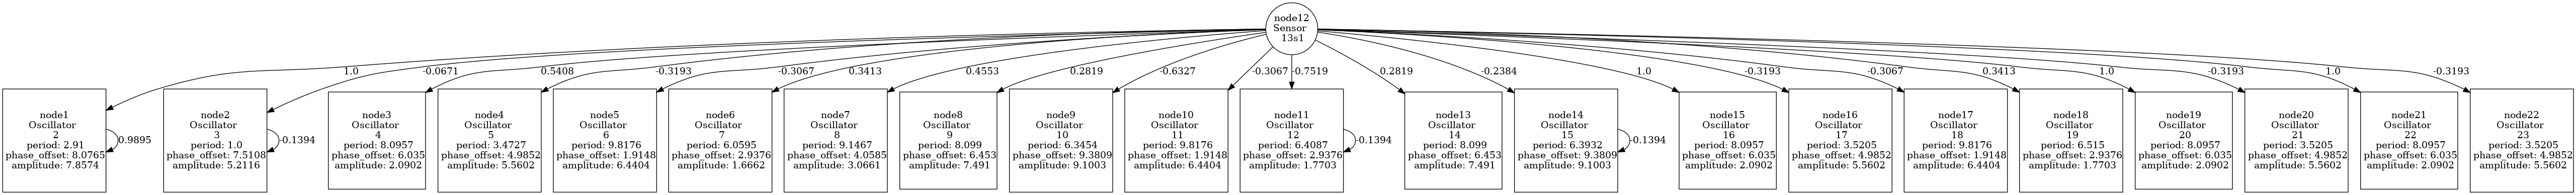 node12
Sensor
13s1
1.0
-0.0671
0.5408
-0.3193
-0.3067
0.3413
0.4553
0.2819
-0.6327
-0.3067
-0.7519
0.2819
-0.2384
1.0
-0.3193
-0.3067
0.3413
1.0
-0.3193
1.0
-0.3193
node1
Oscillator
2
period: 2.91
phase_offset: 8.0765
amplitude: 7.8574
0.9895
node2
Oscillator
3
period: 1.0
phase_offset: 7.5108
amplitude: 5.2116
-0.1394
node3
Oscillator
4
period: 8.0957
phase_offset: 6.035
amplitude: 2.0902
node4
Oscillator
5
period: 3.4727
phase_offset: 4.9852
amplitude: 5.5602
node5
Oscillator
6
period: 9.8176
phase_offset: 1.9148
amplitude: 6.4404
node6
Oscillator
7
period: 6.0595
phase_offset: 2.9376
amplitude: 1.6662
node7
Oscillator
8
period: 9.1467
phase_offset: 4.0585
amplitude: 3.0661
node8
Oscillator
9
period: 8.099
phase_offset: 6.453
amplitude: 7.491
node9
Oscillator
10
period: 6.3454
phase_offset: 9.3809
amplitude: 9.1003
node10
Oscillator
11
period: 9.8176
phase_offset: 1.9148
amplitude: 6.4404
node11
Oscillator
12
period: 6.4087
phase_offset: 2.9376
amplitude: 1.7703
-0.1394
node13
Oscillator
14
period: 8.099
phase_offset: 6.453
amplitude: 7.491
node14
Oscillator
15
period: 6.3932
phase_offset: 9.3809
amplitude: 9.1003
-0.1394
node15
Oscillator
16
period: 8.0957
phase_offset: 6.035
amplitude: 2.0902
node16
Oscillator
17
period: 3.5205
phase_offset: 4.9852
amplitude: 5.5602
node17
Oscillator
18
period: 9.8176
phase_offset: 1.9148
amplitude: 6.4404
node18
Oscillator
19
period: 6.515
phase_offset: 2.9376
amplitude: 1.7703
node19
Oscillator
20
period: 8.0957
phase_offset: 6.035
amplitude: 2.0902
node20
Oscillator
21
period: 3.5205
phase_offset: 4.9852
amplitude: 5.5602
node21
Oscillator
22
period: 8.0957
phase_offset: 6.035
amplitude: 2.0902
node22
Oscillator
23
period: 3.5205
phase_offset: 4.9852
amplitude: 5.5602